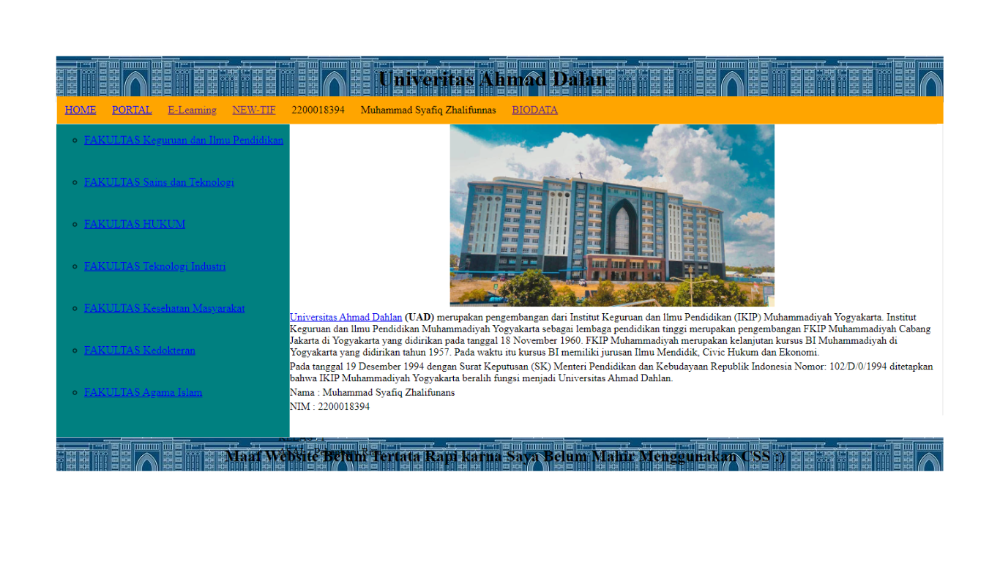 Univeritas Ahmad Dalan
HOME PORTAL E-Learning NEW-TIF 2200018394 Muhammad Syafiq Zhalifunnas BIODATA
FAKULTAS Keguruan dan Ilmu Pendidikan
FAKULTAS Sains dan Teknologi
FAKULTAS HUKUM
FAKULTAS Teknologi Industri
FAKULTAS Kesehatan Masyarakat
FAKULTAS Kedokteran
FAKULTAS Agama Islam
Universitas Ahmad Dahlan (UAD) merupakan pengembangan dari Institut Keguruan dan Ilmu Pendidikan (IKIP) Muhammadiyah Yogyakarta. Institut
Keguruan dan Ilmu Pendidikan Muhammadiyah Yogyakarta sebagai lembaga pendidikan tinggi merupakan pengembangan FKIP Muhammadiyah Cabang
Jakarta di Yogyakarta yang didirikan pada tanggal 18 November 1960. FKIP Muhammadiyah merupakan kelanjutan kursus BI Muhammadiyah di
Yogyakarta yang didirikan tahun 1957. Pada waktu itu kursus BI memiliki jurusan Ilmu Mendidik, Civic Hukum dan Ekonomi.
Pada tanggal 19 Desember 1994 dengan Surat Keputusan (SK) Menteri Pendidikan dan Kebudayaan Republik Indonesia Nomor: 102/D/0/1994 ditetapkan
bahwa IKIP Muhammadiyah Yogyakarta beralih fungsi menjadi Universitas Ahmad Dahlan.
Nama : Muhammad Syafiq Zhalifunans
NIM : 2200018394
Maaf Website Belum Tertata Rapi karna Saya Belum Mahir Menggunakan CSS :)